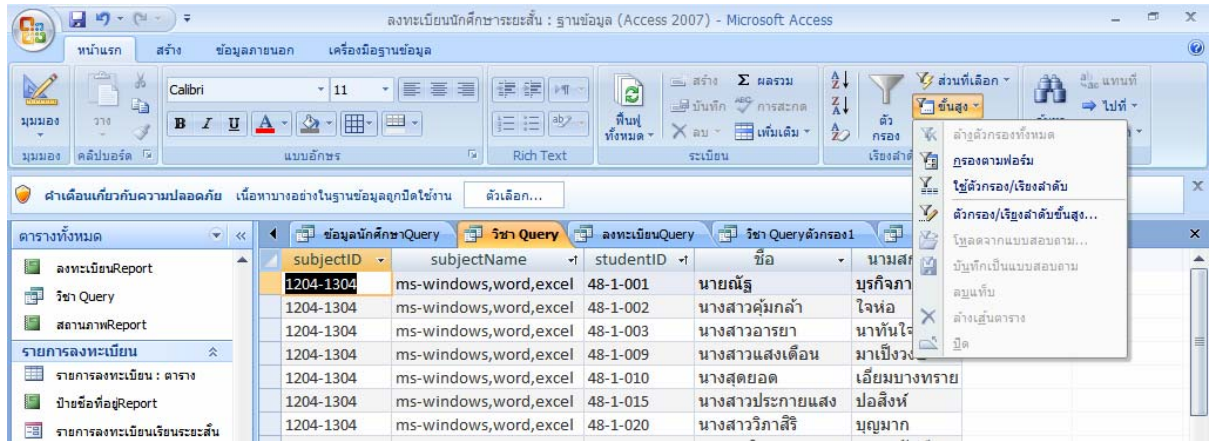 ลงทะเบียนนักศึกษาระยะสั้น : ฐานข้อมูล (Access 2007) - Microsoft Access
หน้าแรก สร้าง ข้อมูลภายนอก เครื่องมือฐานข้อมูล
มุมมอง
วาง
Calibri 11
B I U
ฟื้นฟู
ทั้งหมด
สร้าง
บันทึก
ลบ
ผลรวม
การสะกด
เพิ่มเติม
ตัว
กรอง
ส่วนที่เลือก
ขั้นสูง
แทนที่
ไปที่
มุมมอง คลิปบอร์ด แบบอักษร Rich Text ระเบียน
ล้างตัวกรองทั้งหมด
กรองตามฟอร์ม
ใช้ตัวกรอง/เรียงลำดับ
ตัวกรอง/เรียงลำดับขั้นสูง...
โหลดจากแบบสอบถาม...
บันทึกเป็นแบบสอบถาม
ลบแท็บ
ล้างเส้นตาราง
ปิด
คำเตือนเกี่ยวกับความปลอดภัย เนื้อหาบางอย่างในฐานข้อมูลถูกปิดใช้งาน ตัวเลือก...
ตารางทั้งหมด
ลงทะเบียนReport
วิชา Query
สถานภาพReport
รายการลงทะเบียน
รายการลงทะเบียน : ตาราง
ป้ายชื่อที่อยู่Report
รายการลงทะเบียนเรียนระยะสั้น
ข้อมูลนักศึกษาQuery วิชา Query ลงทะเบียนQuery วิชา Queryตัวกรอง1
subjectID subjectName studentID ชื่อ
1204-1304 ms-windows,word,excel 48-1-001 นายณัฐ
1204-1304 ms-windows,word,excel 48-1-002 นางสาวคุ้มกล้า ใจห่อ
1204-1304 ms-windows,word,excel 48-1-003 นางสาวอารยา
1204-1304 ms-windows,word,excel 48-1-009 นางสาวแสงเดือน
1204-1304 ms-windows,word,excel 48-1-010 นางสุดยอด เอี่ยมบางทราย
1204-1304 ms-windows,word,excel 48-1-015 นางสาวประกายแสง ปอสิงห์
1204-1304 ms-windows,word,excel 48-1-020 นางสาววิภาสิริ บุญมาก
1204-1304